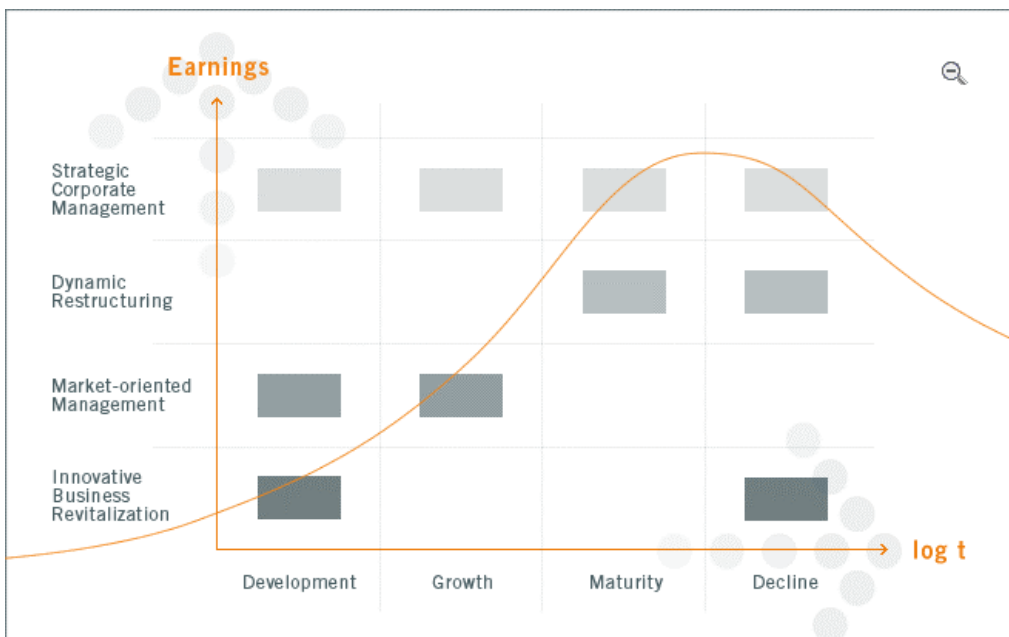 Earnings
Strategic
Corporate
Management
Dynamic
Restructuring
Market-oriented
Management
Innovative
Business
Revitalization
log t
Development
Growth
Maturity
Decline